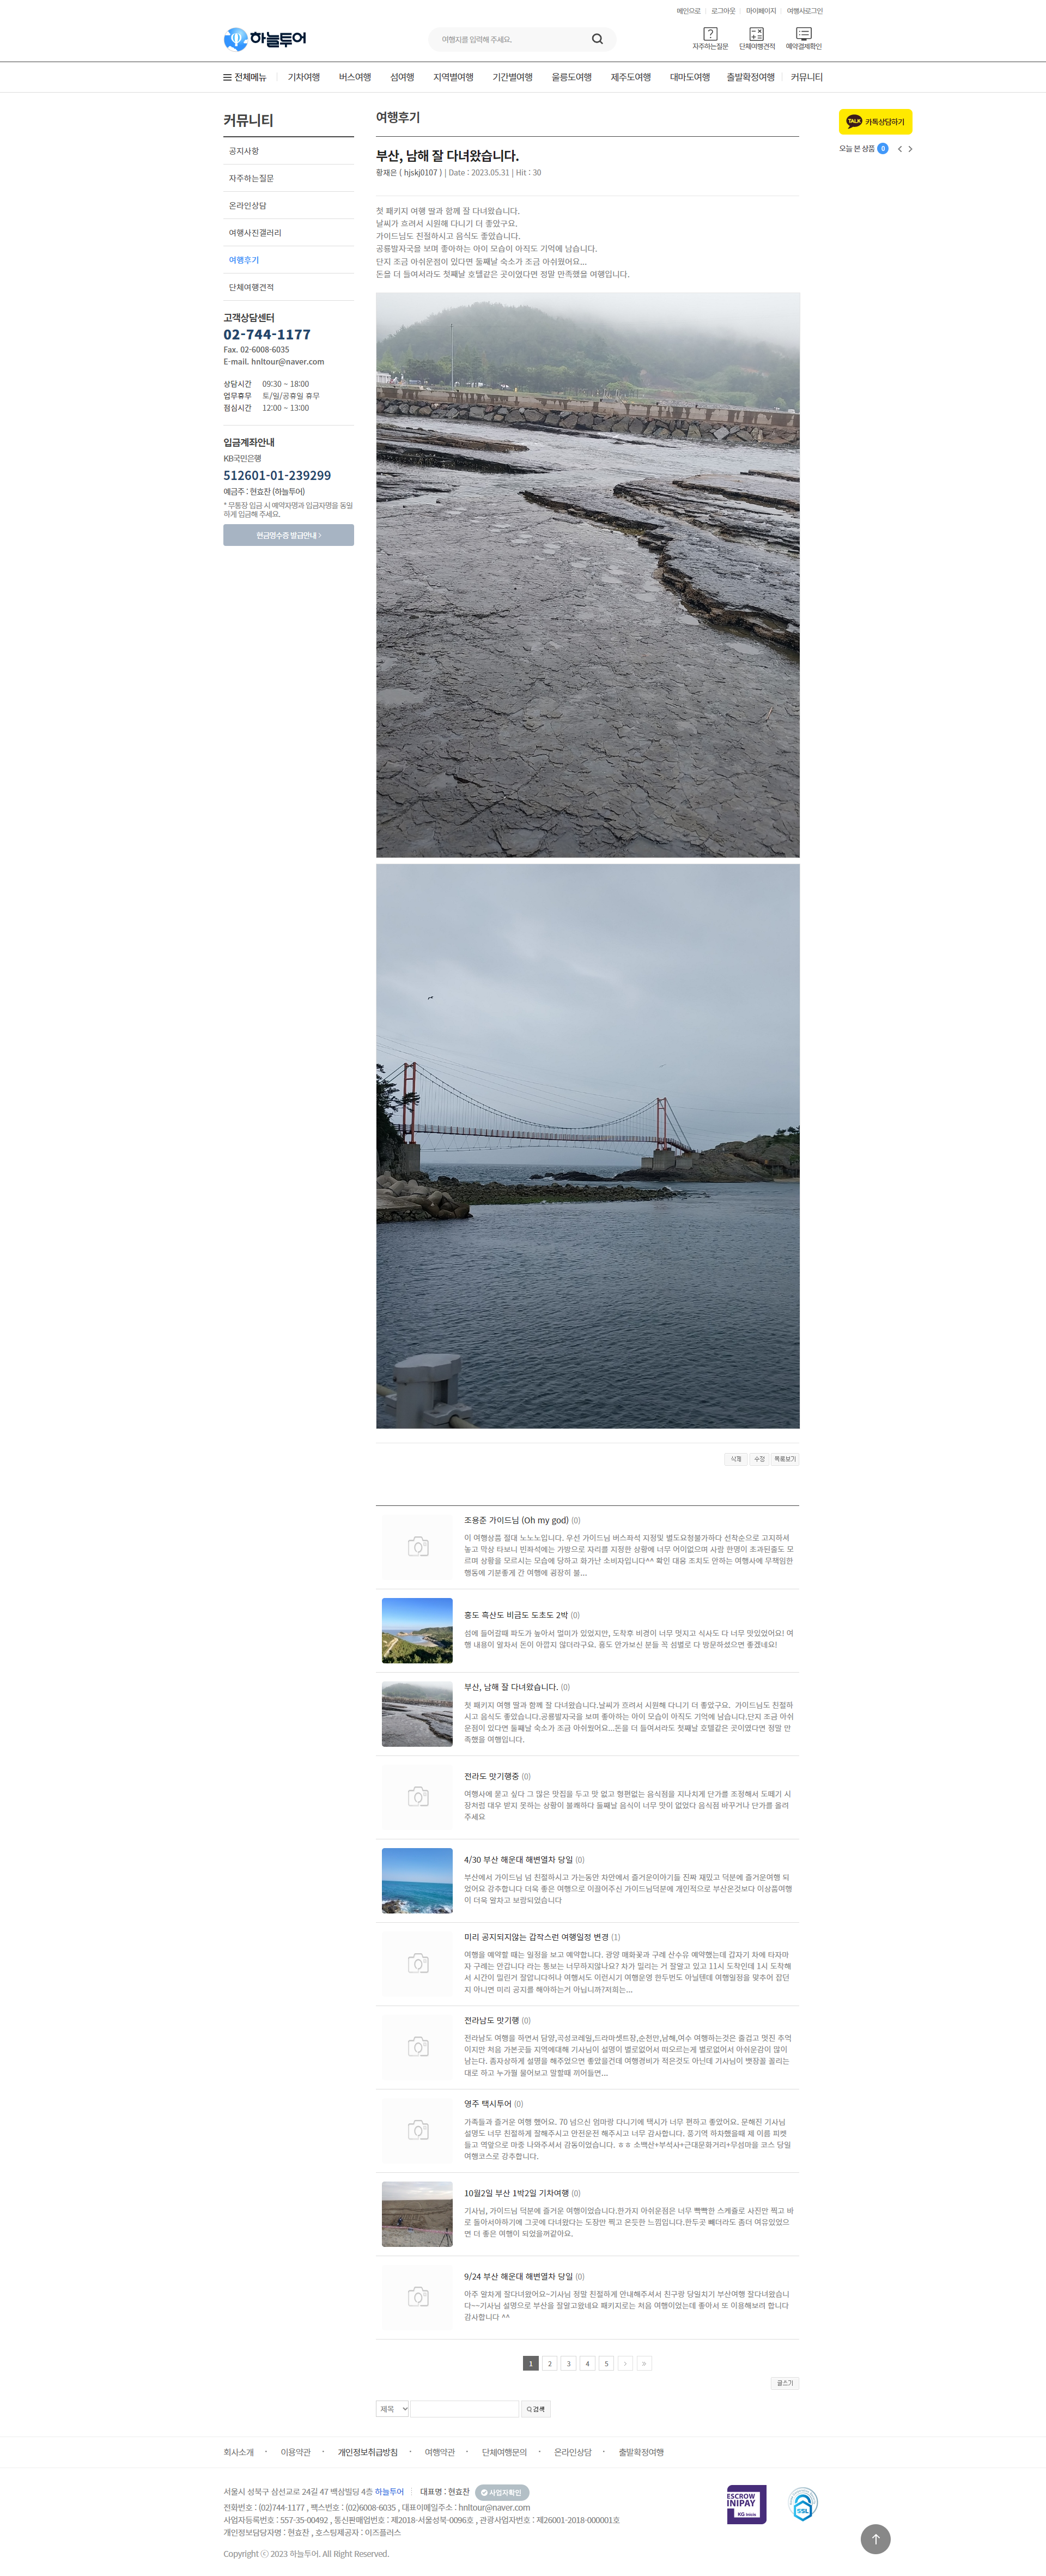 메인으로 로그아웃 마이페이지 여행사로그인
하늘투어
여행지를 입력해 주세요.
자주하는질문 단체여행견적 예약결제확인
전체메뉴 기차여행 버스여행 섬여행 지역별여행 기간별여행 울릉도여행 제주도여행 대마도여행 출발확정여행 커뮤니티
커뮤니티
공지사항
자주하는질문
온라인상담
여행사진갤러리
여행후기
단체여행견적
고객상담센터
02-744-1177
Fax. 02-6008-6035
E-mail. hnltour@naver.com
상담시간 09:30 ~ 18:00
업무휴무 토/일/공휴일 휴무
점심시간 12:00 ~ 13:00
입금계좌안내
KB국민은행
512601-01-239299
예금주 : 현효찬 (하늘투어)
* 무통장 입금 시 예약자명과 입금자명을 동일
하게 입금해 주세요.
현금영수증 발급안내 >
여행후기
부산, 남해 잘 다녀왔습니다.
황재은 ( hjskj0107 ) | Date : 2023.05.31 | Hit : 30
첫 패키지 여행 딸과 함께 잘 다녀왔습니다.
날씨가 흐려서 시원해 다니기 더 좋았구요.
가이드님도 친절하시고 음식도 좋았습니다.
공룡발자국을 보며 좋아하는 아이 모습이 아직도 기억에 남습니다.
단지 조금 아쉬운점이 있다면 둘째날 숙소가 조금 아쉬웠어요...
돈을 더 들여서라도 첫째날 호텔같은 곳이였다면 정말 만족했을 여행입니다.
TALK 카톡상담하기
오늘 본 상품 0
삭제 수정 목록보기
조용준 가이드님 (Oh my god) (0)
이 여행상품 절대 노노노입니다. 우선 가이드님 버스좌석 지정및 별도요청불가하다 선착순으로 고지하셔
놓고 막상 타보니 빈좌석에는 가방으로 자리를 지정한 상황에 너무 어이없으며 사람 한명이 초과된줄도 모
르며 상황을 모르시는 모습에 당하고 화가난 소비자입니다^^ 확인 대응 조치도 안하는 여행사에 무책임한
행동에 기분좋게 간 여행에 굉장히 불...
홍도 흑산도 비금도 도초도 2박 (0)
섬에 들어갈때 파도가 높아서 멀미가 있었지만, 도착후 비경이 너무 멋지고 식사도 다 너무 맛있었어요! 여
행 내용이 알차서 돈이 아깝지 않더라구요. 홍도 안가보신 분들 꼭 섬별로 다 방문하셨으면 좋겠네요!
부산, 남해 잘 다녀왔습니다. (0)
첫 패키지 여행 딸과 함께 잘 다녀왔습니다.날씨가 흐려서 시원해 다니기 더 좋았구요. 가이드님도 친절하
시고 음식도 좋았습니다.공룡발자국을 보며 좋아하는 아이 모습이 아직도 기억에 남습니다.단지 조금 아쉬
운점이 있다면 둘째날 숙소가 조금 아쉬웠어요...돈을 더 들여서라도 첫째날 호텔같은 곳이였다면 정말 만
족했을 여행입니다.
전라도 맛기행중 (0)
여행사에 묻고 싶다 그 많은 맛집을 두고 맛 없고 형편없는 음식점을 지나치게 단가를 조정해서 도떼기 시
장처럼 대우 받지 못하는 상황이 불쾌하다 둘째날 음식이 너무 맛이 없었다 음식점 바꾸거나 단가를 올려
주세요
4/30 부산 해운대 해변열차 당일 (0)
부산에서 가이드님 넘 친절하시고 가는동안 차안에서 즐거운이야기들 진짜 재밌고 덕분에 즐거운여행 되
었어요 강추합니다 더욱 좋은 여행으로 이끌어주신 가이드님덕분에 개인적으로 부산은것보다 이상품여행
이 더욱 알차고 보람되었습니다
미리 공지되지않는 갑작스런 여행일정 변경 (1)
여행을 예약할 때는 일정을 보고 예약합니다. 광양 매화꽃과 구례 산수유 예약했는데 갑자기 차에 타자마
자 구례는 안갑니다 라는 통보는 너무하지않나요? 차가 밀리는 거 잘알고 있고 11시 도착인데 1시 도착해
서 시간이 밀린거 잘압니다허나 여행서도 이런시기 여행운영 한두번도 아닐텐데 여행일정을 맞추어 잡던
지 아니면 미리 공지를 해야하는거 아닙니까?저희는...
전라남도 맛기행 (0)
전라남도 여행을 하면서 담양,곡성코레일,드라마셋트장,순천만,남해,여수 여행하는것은 즐겁고 멋진 추억
이지만 처음 가본곳들 지역에대해 기사님이 설명이 별로없어서 떠오르는게 별로없어서 아쉬운감이 많이
남는다. 좀자상하게 설명을 해주었으면 좋았을건데 여행경비가 적은것도 아닌데 기사님이 뱃장꼴 꼴리는
대로 하고 누가뭘 물어보고 말할때 끼어들면...
영주 택시투어 (0)
가족들과 즐거운 여행 했어요. 70 넘으신 엄마랑 다니기에 택시가 너무 편하고 좋았어요. 문해진 기사님
설명도 너무 친절하게 잘해주시고 안전운전 해주시고 너무 감사합니다. 풍기역 하차했을때 제 이름 피켓
들고 역앞으로 마중 나와주셔서 감동이었습니다. ㅎㅎ 소백산+부석사+근대문화거리+무섬마을 코스 당일
여행코스로 강추합니다.
10월2일 부산 1박2일 기차여행 (0)
기사님, 가이드님 덕분에 즐거운 여행이었습니다.한가지 아쉬운점은 너무 빡빡한 스케쥴로 사진만 찍고 바
로 돌아서야하기에 그곳에 다녀왔다는 도장만 찍고 온듯한 느낌입니다.한두곳 빼더라도 좀더 여유있었으
면 더 좋은 여행이 되었을꺼같아요.
9/24 부산 해운대 해변열차 당일 (0)
아주 알차게 잘다녀왔어요~기사님 정말 친절하게 안내해주셔서 친구랑 당일치기 부산여행 잘다녀왔습니
다~~기사님 설명으로 부산을 잘알고왔네요 패키지로는 처음 여행이었는데 좋아서 또 이용해보려 합니다
감사합니다 ^^
1 2 3 4 5 > »
글쓰기
제목 검색
회사소개 · 이용약관 · 개인정보취급방침 · 여행약관 · 단체여행문의 · 온라인상담 · 출발확정여행
서울시 성북구 삼선교로 24길 47 백삼빌딩 4층 하늘투어 대표명 : 현효찬 사업자확인
전화번호 : (02)744-1177 , 팩스번호 : (02)6008-6035 , 대표이메일주소 : hnltour@naver.com
사업자등록번호 : 557-35-00492 , 통신판매업번호 : 제2018-서울성북-0096호 , 관광사업자번호 : 제26001-2018-000001호
개인정보담당자명 : 현효찬 , 호스팅제공자 : 이즈플러스
Copyright ⓒ 2023 하늘투어. All Right Reserved.
ESCROW
INIPAY
KG inicis
SSL